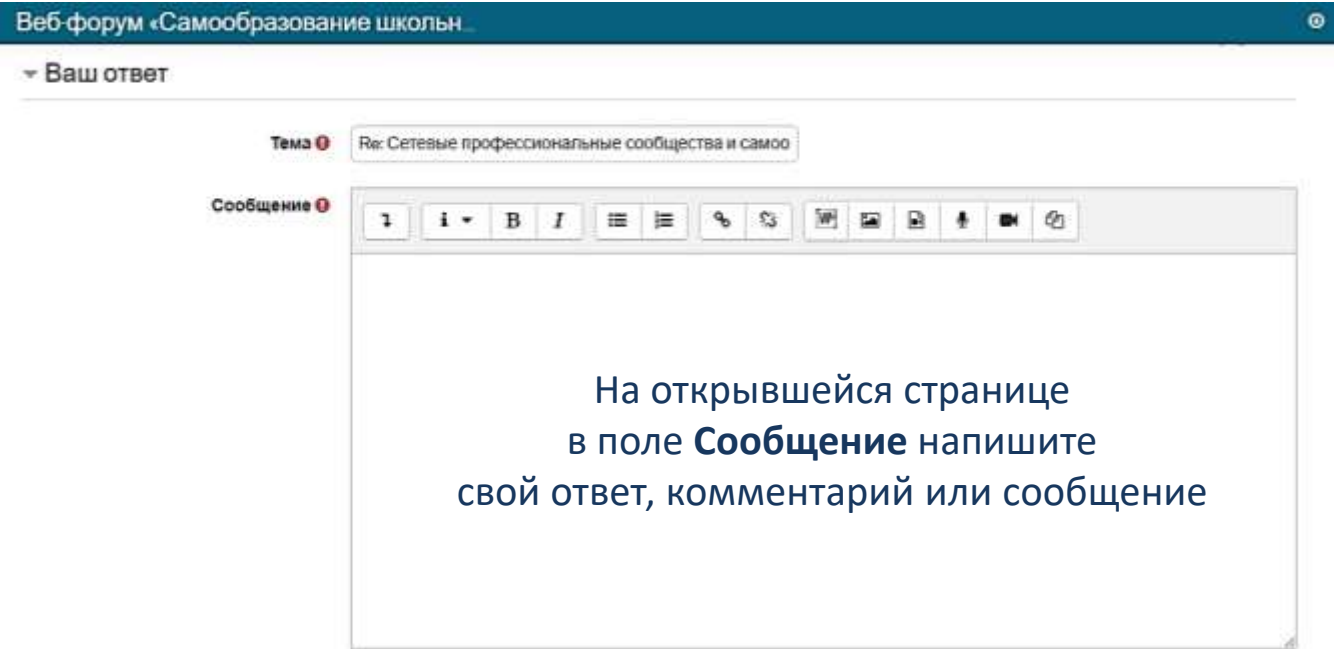 Веб-форум «Самообразование школьн...
Ваш ответ
Тема
Re: Сетевые профессиональные сообщества и самоо
Сообщение
i B I
На открывшейся странице
в поле Сообщение напишите
свой ответ, комментарий или сообщение